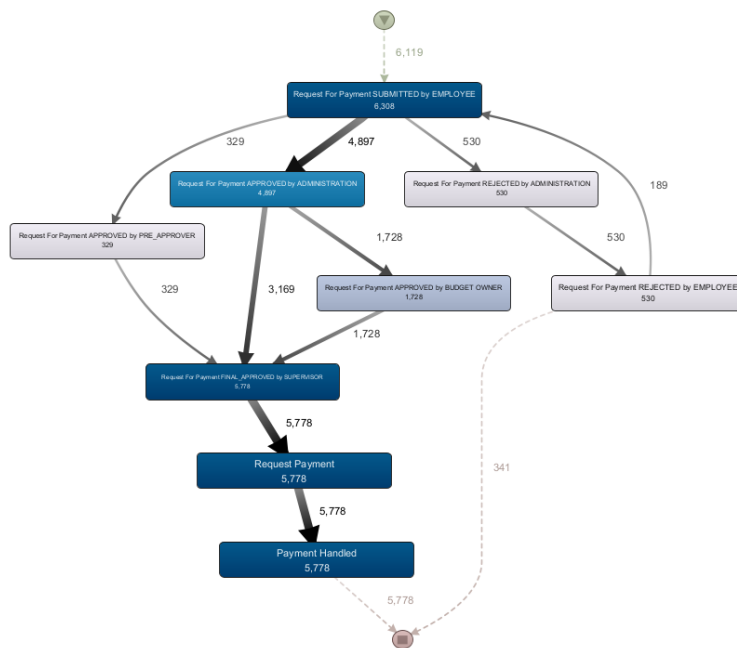 6,119
Request For Payment SUBMITTED by EMPLOYEE
6,308
329
4,897
530
Request For Payment APPROVED by ADMINISTRATION
4,897
Request For Payment REJECTED by ADMINISTRATION
530
189
Request For Payment APPROVED by PRE_APPROVER
329
1,728
530
329
3,169
Request For Payment APPROVED by BUDGET OWNER
1,728
Request For Payment REJECTED by EMPLOYEE
530
1,728
Request For Payment FINAL_APPROVED by SUPERVISOR
5,778
5,778
Request Payment
5,778
341
5,778
Payment Handled
5,778
5,778